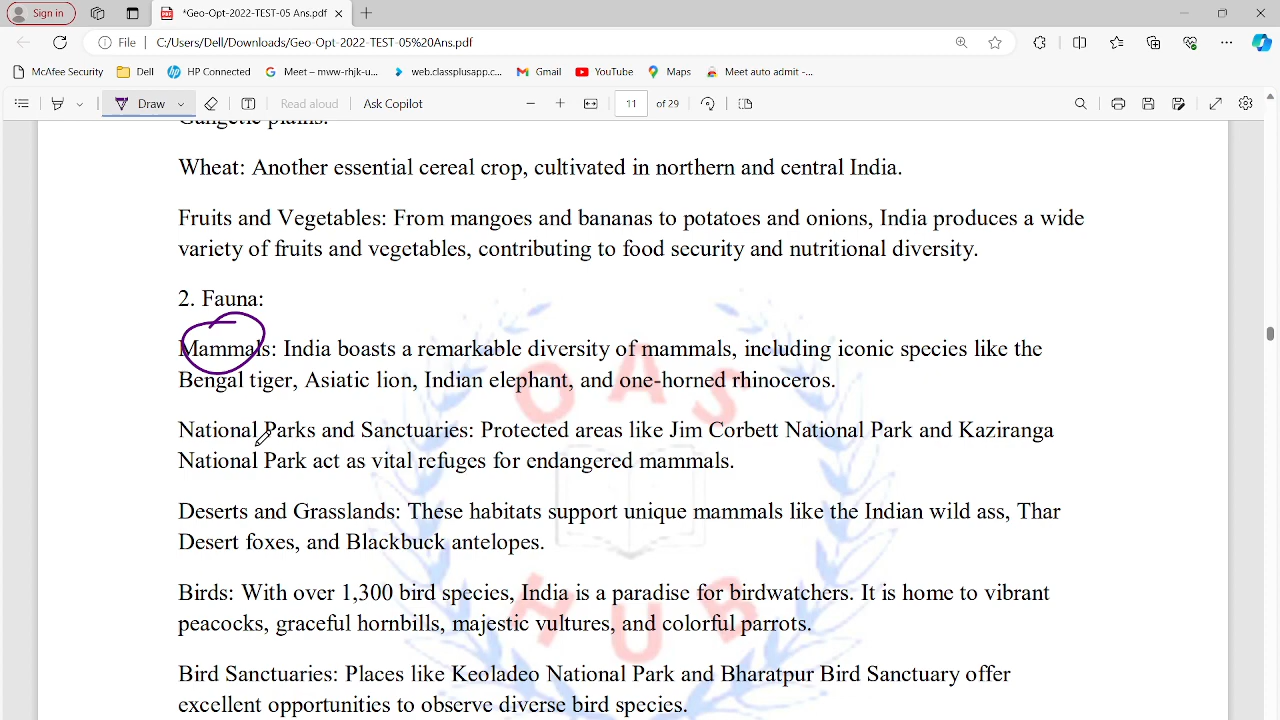 Sign in
*Geo-Opt-2022-TEST-05 Ans.pdf
File
C:/Users/Dell/Downloads/Geo-Opt-2022-TEST-05%20Ans.pdf
McAfee Security
Dell
HP Connected
Meet – mvw-rhjk-u...
web.classplusapp.c...
Gmail
YouTube
Maps
Meet auto admit -...
Draw
Read aloud
Ask Copilot
11 of 29
Gangetic plains.
Wheat: Another essential cereal crop, cultivated in northern and central India.
Fruits and Vegetables: From mangoes and bananas to potatoes and onions, India produces a wide
variety of fruits and vegetables, contributing to food security and nutritional diversity.
2. Fauna:
Mammals: India boasts a remarkable diversity of mammals, including iconic species like the
Bengal tiger, Asiatic lion, Indian elephant, and one-horned rhinoceros.
National Parks and Sanctuaries: Protected areas like Jim Corbett National Park and Kaziranga
National Park act as vital refuges for endangered mammals.
Deserts and Grasslands: These habitats support unique mammals like the Indian wild ass, Thar
Desert foxes, and Blackbuck antelopes.
Birds: With over 1,300 bird species, India is a paradise for birdwatchers. It is home to vibrant
peacocks, graceful hornbills, majestic vultures, and colorful parrots.
Bird Sanctuaries: Places like Keoladeo National Park and Bharatpur Bird Sanctuary offer
excellent opportunities to observe diverse bird species.
OAS
HUB